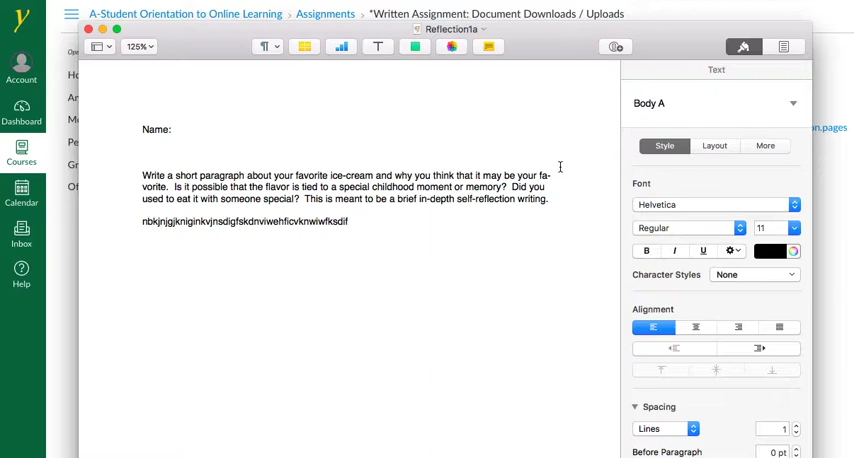 A-Student Orientation to Online Learning › Assignments › *Written Assignment: Document Downloads / Uploads
Reflection1a
125%
Account
Dashboard
Courses
Calendar
Inbox
Help
Name:
Write a short paragraph about your favorite ice-cream and why you think that it may be your fa-
vorite. Is it possible that the flavor is tied to a special childhood moment or memory? Did you
used to eat it with someone special? This is meant to be a brief in-depth self-reflection writing.
nbkjnjgjkniginkvjnsdigfskdnviwehficvknwiwfksdif
Text
Body A
Style Layout More
Font
Helvetica
Regular 11
B I U
Character Styles None
Alignment
Spacing
Lines 1
Before Paragraph 0 pt
on.pages